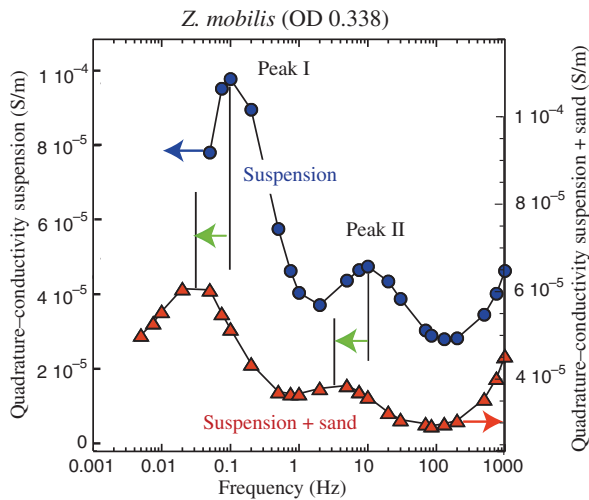 Z. mobilis (OD 0.338)
Quadrature–conductivity suspension (S/m)
1 10⁻⁴
8 10⁻⁵
6 10⁻⁵
4 10⁻⁵
2 10⁻⁵
0
Peak I
Suspension
Peak II
Suspension + sand
1 10⁻⁴
8 10⁻⁵
6 10⁻⁵
4 10⁻⁵
Quadrature–conductivity suspension + sand (S/m)
0.001 0.01 0.1 1 10 100 1000
Frequency (Hz)